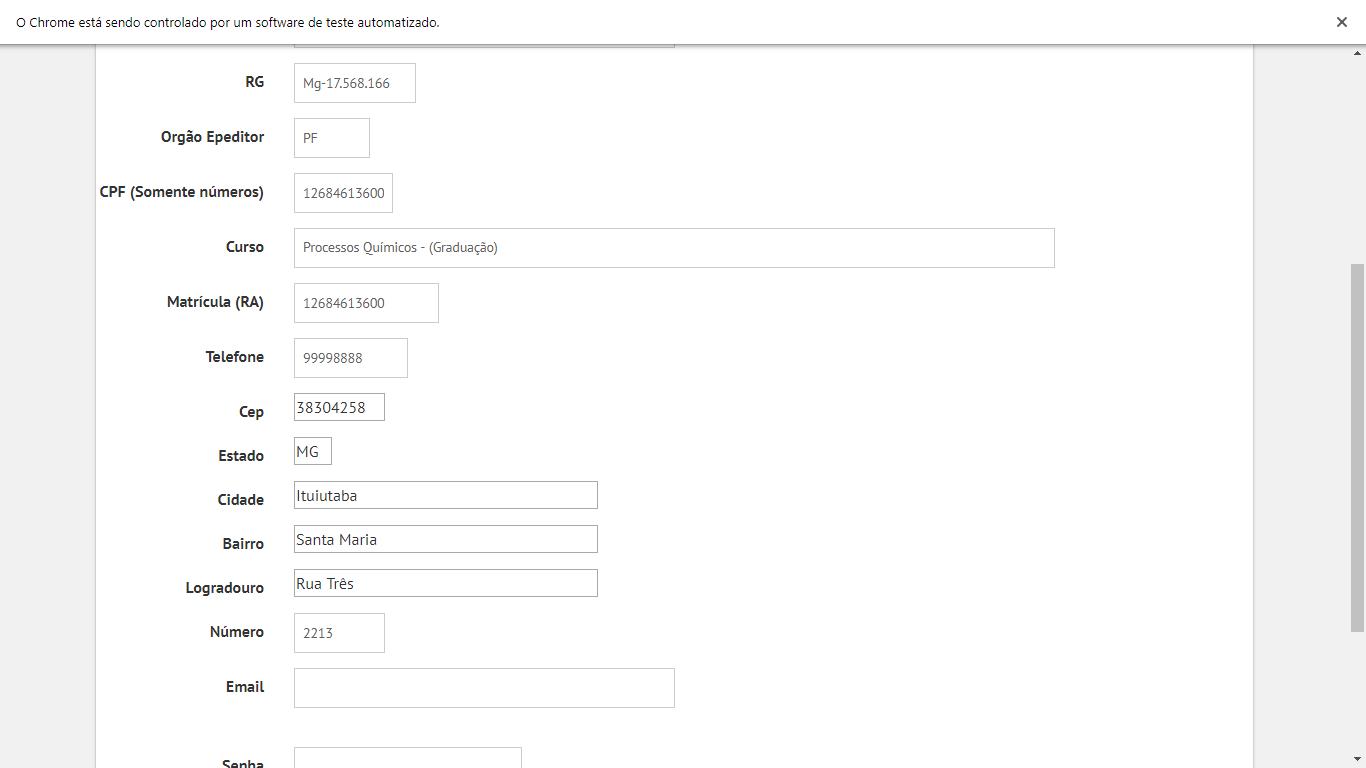 O Chrome está sendo controlado por um software de teste automatizado.
RG Mg-17.568.166
Orgão Epeditor PF
CPF (Somente números) 12684613600
Curso Processos Químicos - (Graduação)
Matrícula (RA) 12684613600
Telefone 99998888
Cep 38304258
Estado MG
Cidade Ituiutaba
Bairro Santa Maria
Logradouro Rua Três
Número 2213
Email
Senha